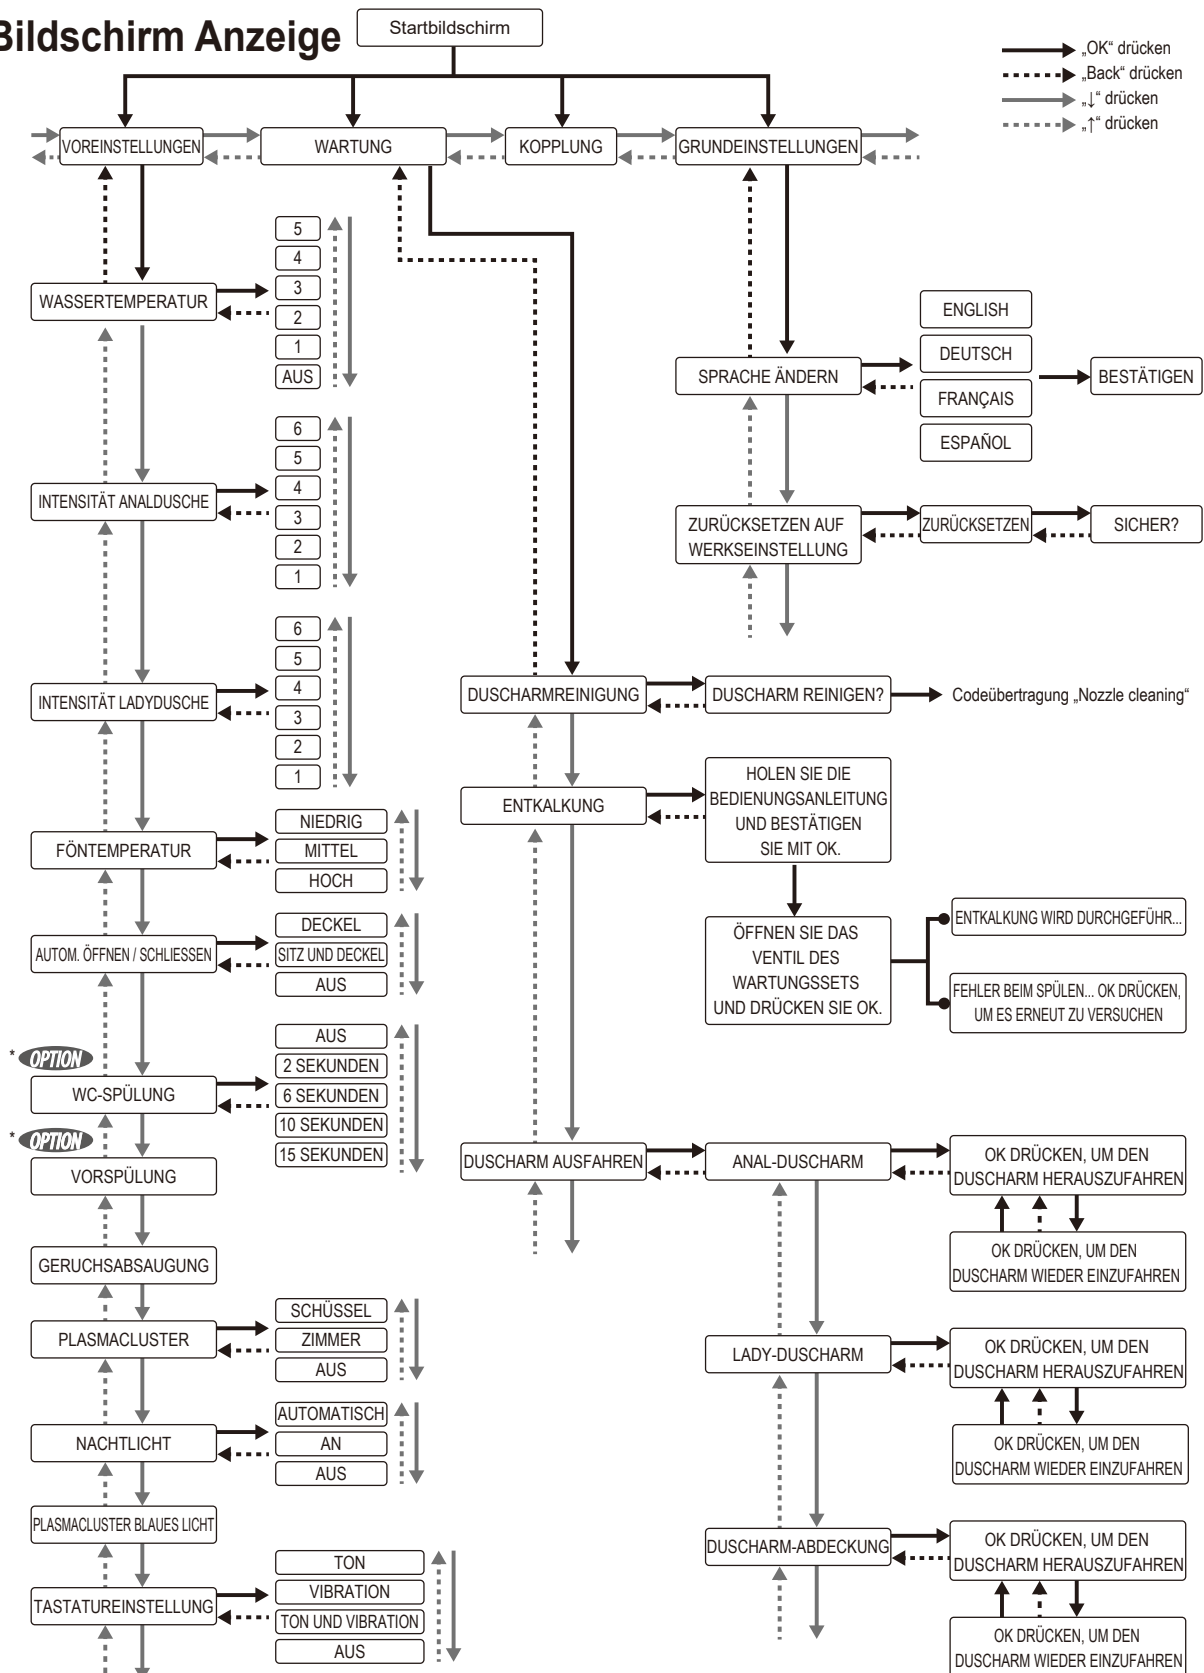 Bildschirm Anzeige
Startbildschirm
„OK“ drücken
„Back“ drücken
„↓“ drücken
„↑“ drücken
VOREINSTELLUNGEN
WARTUNG
KOPPLUNG
GRUNDEINSTELLUNGEN
WASSERTEMPERATUR
5
4
3
2
1
AUS
INTENSITÄT ANALDUSCHE
6
5
4
3
2
1
INTENSITÄT LADYDUSCHE
6
5
4
3
2
1
FÖNTEMPERATUR
NIEDRIG
MITTEL
HOCH
AUTOM. ÖFFNEN / SCHLIESSEN
DECKEL
SITZ UND DECKEL
AUS
* OPTION
WC-SPÜLUNG
AUS
2 SEKUNDEN
6 SEKUNDEN
10 SEKUNDEN
15 SEKUNDEN
* OPTION
VORSPÜLUNG
GERUCHSABSAUGUNG
PLASMACLUSTER
SCHÜSSEL
ZIMMER
AUS
NACHTLICHT
AUTOMATISCH
AN
AUS
PLASMACLUSTER BLAUES LICHT
TASTATUREINSTELLUNG
TON
VIBRATION
TON UND VIBRATION
AUS
DUSCHARMREINIGUNG
DUSCHARM REINIGEN?
Codeübertragung „Nozzle cleaning“
ENTKALKUNG
HOLEN SIE DIE
BEDIENUNGSANLEITUNG
UND BESTÄTIGEN
SIE MIT OK.
ÖFFNEN SIE DAS
VENTIL DES
WARTUNGSSETS
UND DRÜCKEN SIE OK.
ENTKALKUNG WIRD DURCHGEFÜHR...
FEHLER BEIM SPÜLEN... OK DRÜCKEN,
UM ES ERNEUT ZU VERSUCHEN
DUSCHARM AUSFAHREN
ANAL-DUSCHARM
OK DRÜCKEN, UM DEN
DUSCHARM HERAUSZUFAHREN
OK DRÜCKEN, UM DEN
DUSCHARM WIEDER EINZUFAHREN
LADY-DUSCHARM
OK DRÜCKEN, UM DEN
DUSCHARM HERAUSZUFAHREN
OK DRÜCKEN, UM DEN
DUSCHARM WIEDER EINZUFAHREN
DUSCHARM-ABDECKUNG
OK DRÜCKEN, UM DEN
DUSCHARM HERAUSZUFAHREN
OK DRÜCKEN, UM DEN
DUSCHARM WIEDER EINZUFAHREN
SPRACHE ÄNDERN
ENGLISH
DEUTSCH
FRANÇAIS
ESPAÑOL
BESTÄTIGEN
ZURÜCKSETZEN AUF
WERKSEINSTELLUNG
ZURÜCKSETZEN
SICHER?